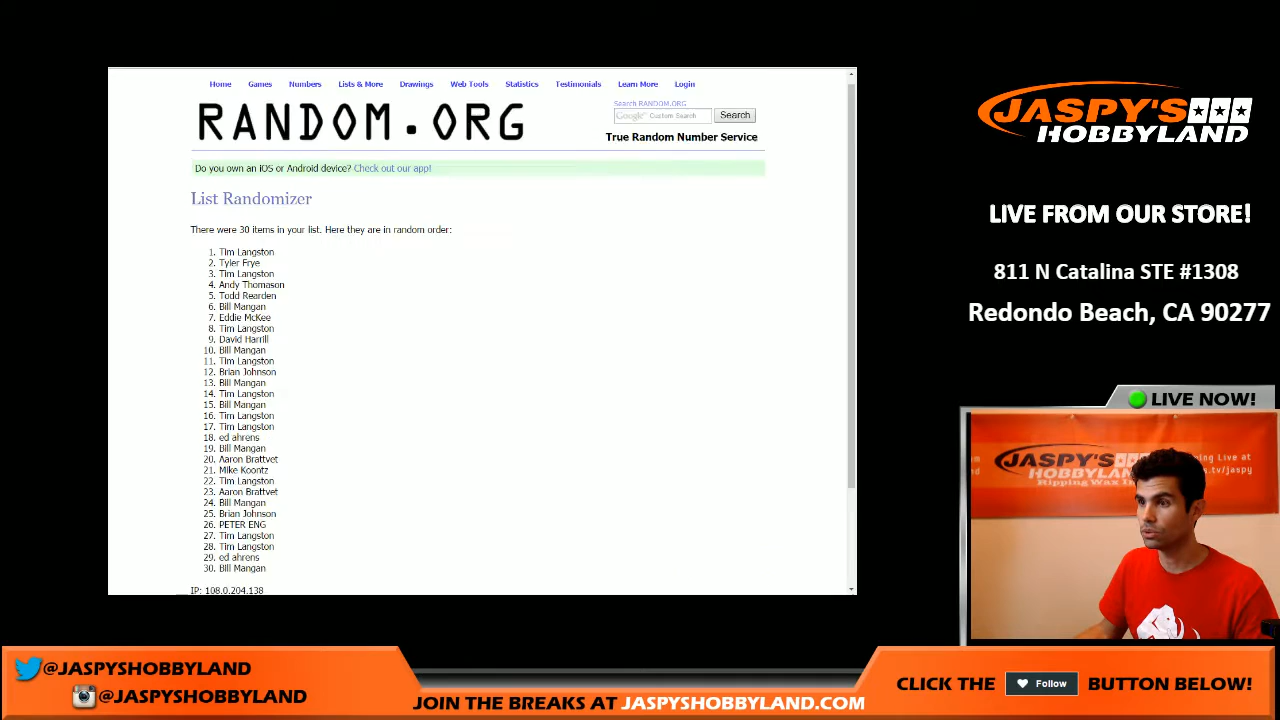 Home Games Numbers Lists & More Drawings Web Tools Statistics Testimonials Learn More Login
RANDOM.ORG
Search RANDOM.ORG
Google Custom Search
Search
True Random Number Service
Do you own an iOS or Android device? Check out our app!
List Randomizer
There were 30 items in your list. Here they are in random order:
1. Tim Langston
2. Tyler Frye
3. Tim Langston
4. Andy Thomason
5. Todd Rearden
6. Bill Mangan
7. Eddie McKee
8. Tim Langston
9. David Harrill
10. Bill Mangan
11. Tim Langston
12. Brian Johnson
13. Bill Mangan
14. Tim Langston
15. Bill Mangan
16. Tim Langston
17. Tim Langston
18. ed ahrens
19. Bill Mangan
20. Aaron Brattvet
21. Mike Koontz
22. Tim Langston
23. Aaron Brattvet
24. Bill Mangan
25. Brian Johnson
26. PETER ENG
27. Tim Langston
28. Tim Langston
29. ed ahrens
30. Bill Mangan
IP: 108.0.204.138
JASPY'S
HOBBYLAND
LIVE FROM OUR STORE!
811 N Catalina STE #1308
Redondo Beach, CA 90277
LIVE NOW!
JASPY'S
HOBBYLAND
Live at
tv/jaspy
@JASPYSHOBBYLAND
@JASPYSHOBBYLAND
JOIN THE BREAKS AT JASPYSHOBBYLAND.COM
CLICK THE Follow BUTTON BELOW!